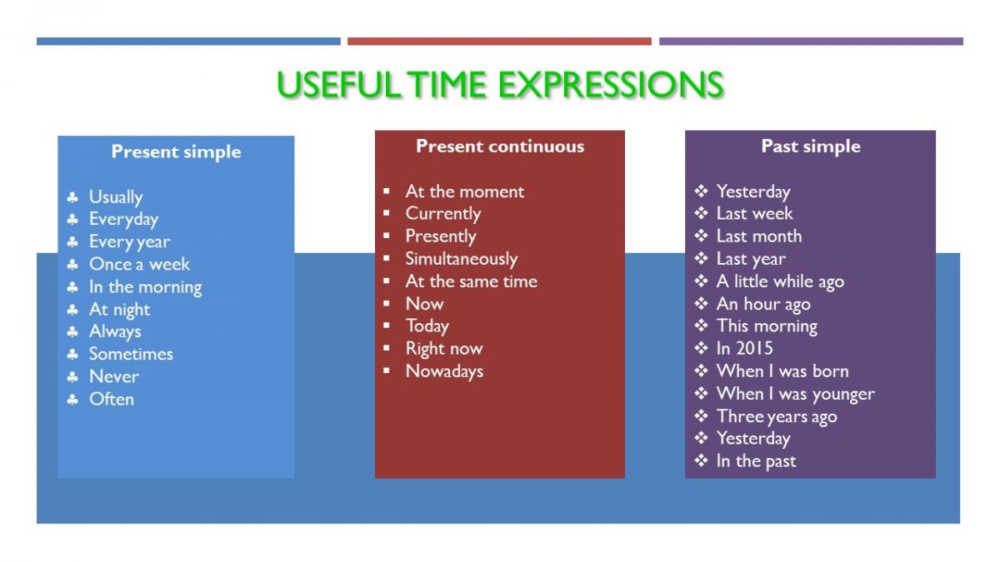 USEFUL TIME EXPRESSIONS
Present simple
Usually
Everyday
Every year
Once a week
In the morning
At night
Always
Sometimes
Never
Often
Present continuous
At the moment
Currently
Presently
Simultaneously
At the same time
Now
Today
Right now
Nowadays
Past simple
Yesterday
Last week
Last month
Last year
A little while ago
An hour ago
This morning
In 2015
When I was born
When I was younger
Three years ago
Yesterday
In the past